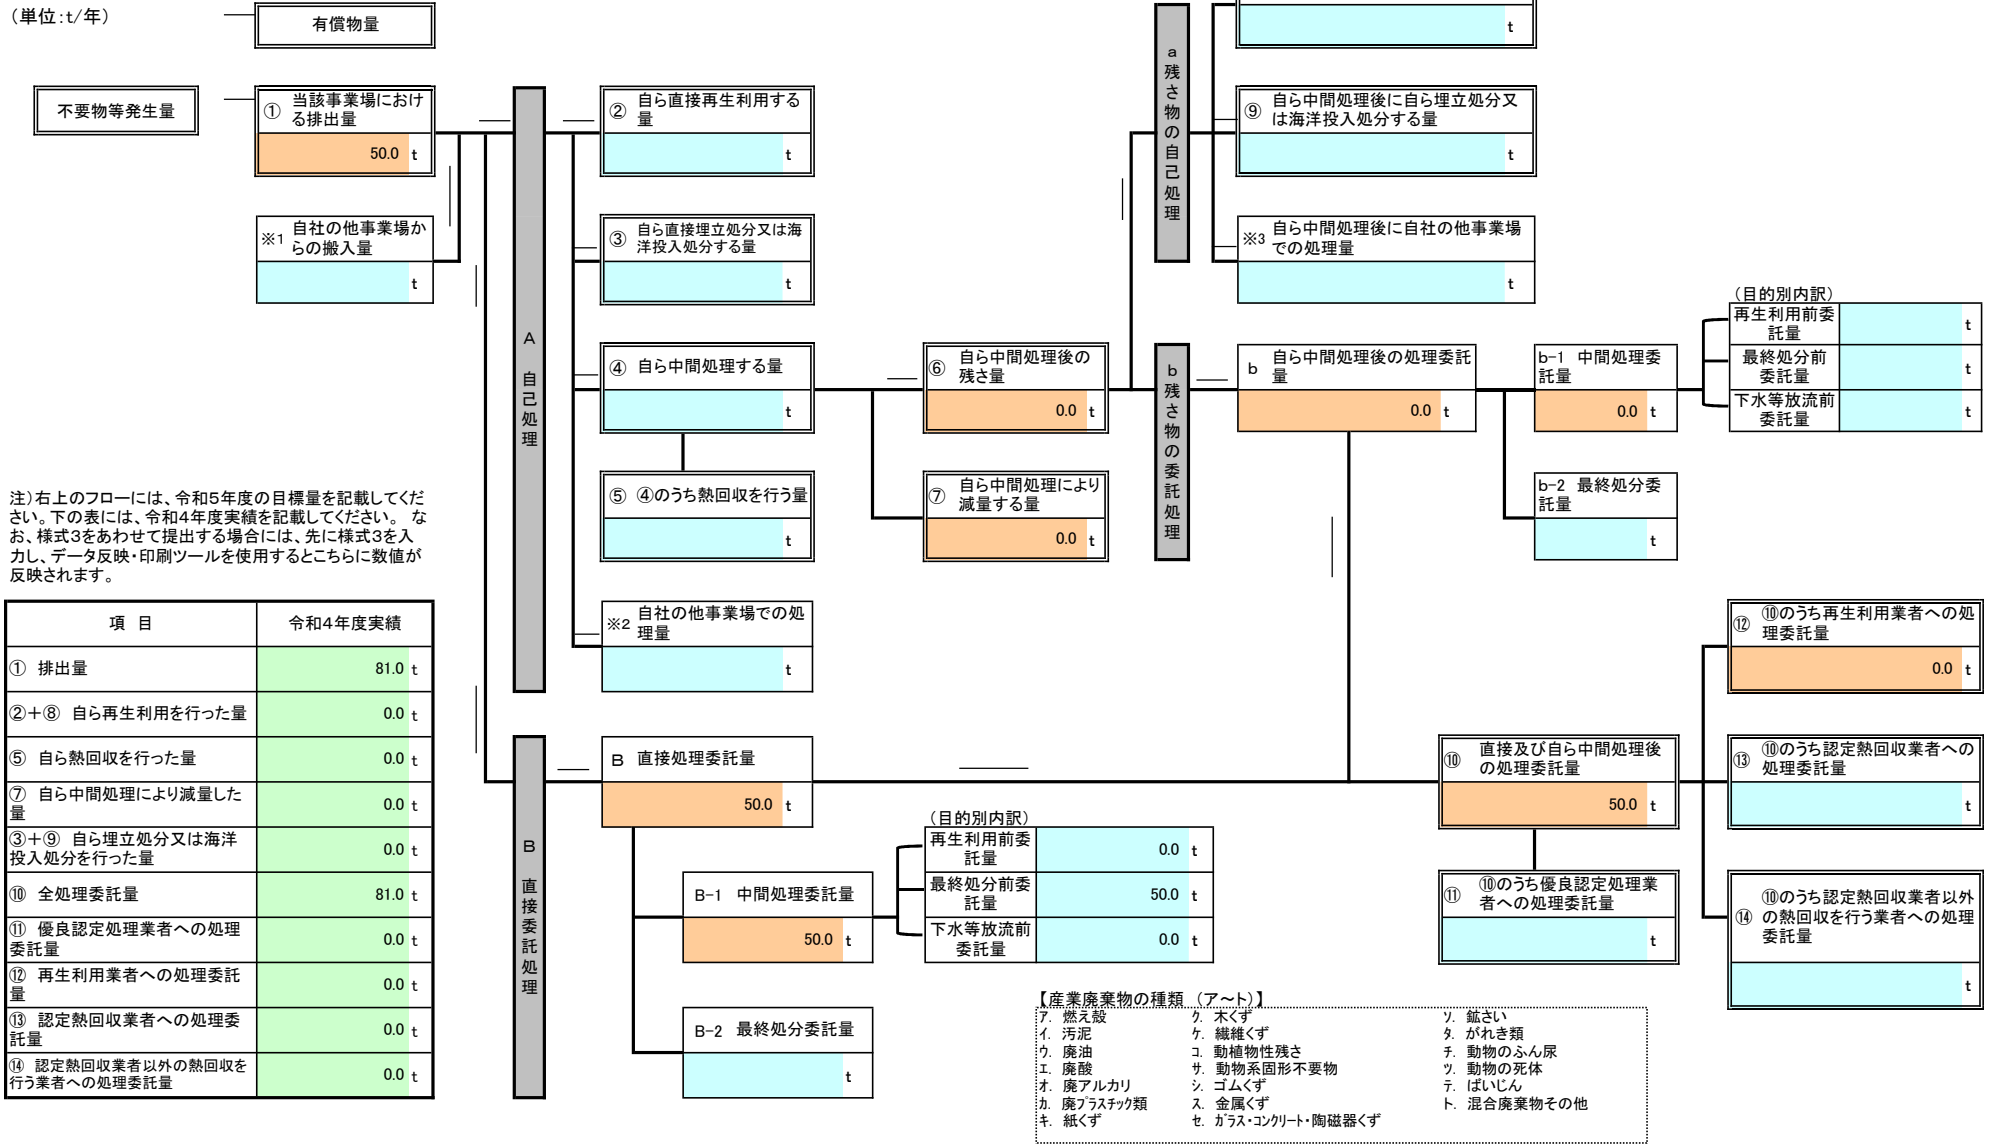 （単位：t/年）
有償物量
不要物等発生量
① 当該事業場におけ
る排出量
50.0 t
※1 自社の他事業場か
らの搬入量
t
A 自己処理
② 自ら直接再生利用する
量
t
③ 自ら直接埋立処分又は海
洋投入処分する量
t
④ 自ら中間処理する量
t
⑤ ④のうち熱回収を行う量
t
※2 自社の他事業場での処
理量
t
⑥ 自ら中間処理後の
残さ量
0.0 t
⑦ 自ら中間処理により
減量する量
0.0 t
a 残さ物の自己処理
t
⑨ 自ら中間処理後に自ら埋立処分又
は海洋投入処分する量
t
※3 自ら中間処理後に自社の他事業場
での処理量
t
b 残さ物の委託処理
b 自ら中間処理後の処理委託
量
0.0 t
b-1 中間処理委
託量
0.0 t
（目的別内訳）
再生利用前委
託量
t
最終処分前
委託量
t
下水等放流前
委託量
t
b-2 最終処分委
託量
t
注）右上のフローには、令和5年度の目標量を記載してくだ
さい。下の表には、令和4年度実績を記載してください。 な
お、様式3をあわせて提出する場合には、先に様式3を入
力し、データ反映・印刷ツールを使用するとこちらに数値が
反映されます。
項 目 令和4年度実績
① 排出量 81.0 t
②＋⑧ 自ら再生利用を行った量 0.0 t
⑤ 自ら熱回収を行った量 0.0 t
⑦ 自ら中間処理により減量した
量 0.0 t
③＋⑨ 自ら埋立処分又は海洋
投入処分を行った量 0.0 t
⑩ 全処理委託量 81.0 t
⑪ 優良認定処理業者への処理
委託量 0.0 t
⑫ 再生利用業者への処理委託
量 0.0 t
⑬ 認定熱回収業者への処理委
託量 0.0 t
⑭ 認定熱回収業者以外の熱回収を
行う業者への処理委託量 0.0 t
B 直接委託処理
B 直接処理委託量
50.0 t
B-1 中間処理委託量
50.0 t
（目的別内訳）
再生利用前委
託量
0.0 t
最終処分前委
託量
50.0 t
下水等放流前
委託量
0.0 t
B-2 最終処分委託量
t
⑩ 直接及び自ら中間処理後
の処理委託量
50.0 t
⑪ ⑩のうち優良認定処理業
者への処理委託量
t
⑫ ⑩のうち再生利用業者への処
理委託量
0.0 t
⑬ ⑩のうち認定熱回収業者への
処理委託量
t
⑭ ⑩のうち認定熱回収業者以外
の熱回収を行う業者への処理
委託量
t
【産業廃棄物の種類 （ア～ト）】
ア. 燃え殻
イ. 汚泥
ウ. 廃油
エ. 廃酸
オ. 廃アルカリ
カ. 廃プラスチック類
キ. 紙くず
ク. 木くず
ケ. 繊維くず
コ. 動植物性残さ
サ. 動物系固形不要物
シ. ゴムくず
ス. 金属くず
セ. ガラス・コンクリート・陶磁器くず
ソ. 鉱さい
タ. がれき類
チ. 動物のふん尿
ツ. 動物の死体
テ. ばいじん
ト. 混合廃棄物その他